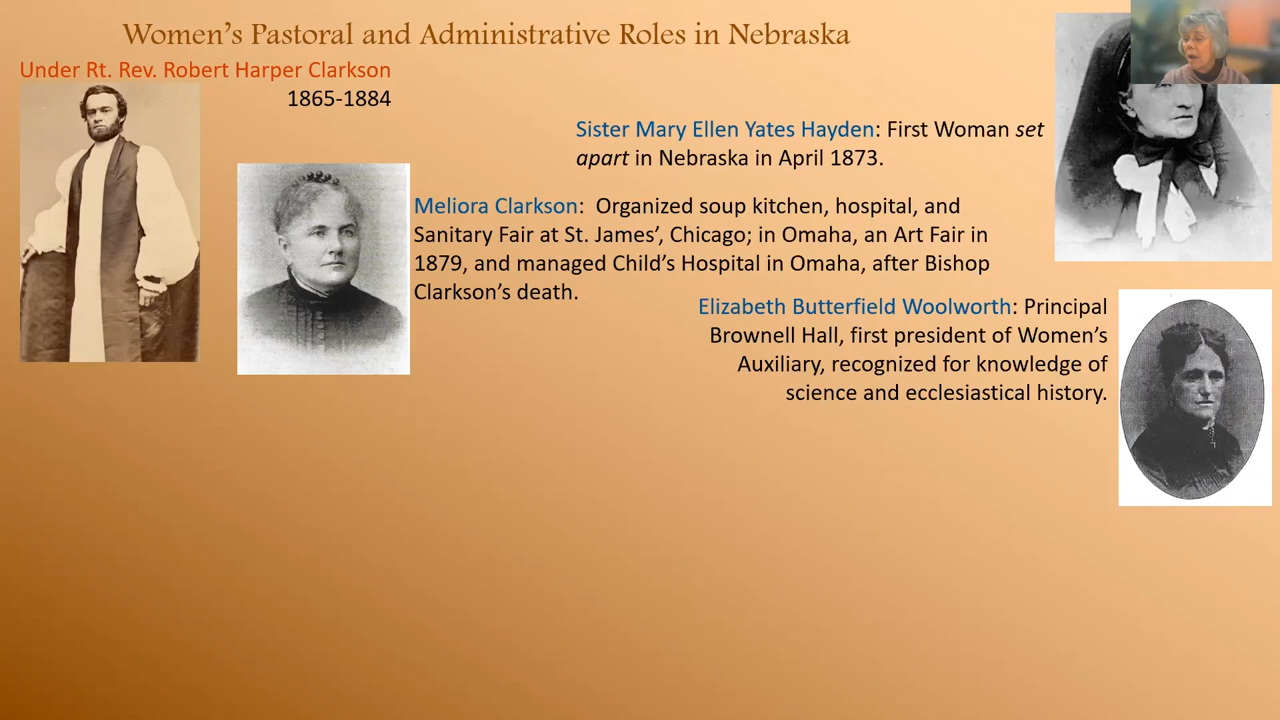 Women's Pastoral and Administrative Roles in Nebraska
Under Rt. Rev. Robert Harper Clarkson
1865-1884
Sister Mary Ellen Yates Hayden: First Woman set
apart in Nebraska in April 1873.
Meliora Clarkson:  Organized soup kitchen, hospital, and
Sanitary Fair at St. James', Chicago; in Omaha, an Art Fair in
1879, and managed Child's Hospital in Omaha, after Bishop
Clarkson's death.
Elizabeth Butterfield Woolworth: Principal
Brownell Hall, first president of Women's
Auxiliary, recognized for knowledge of
science and ecclesiastical history.